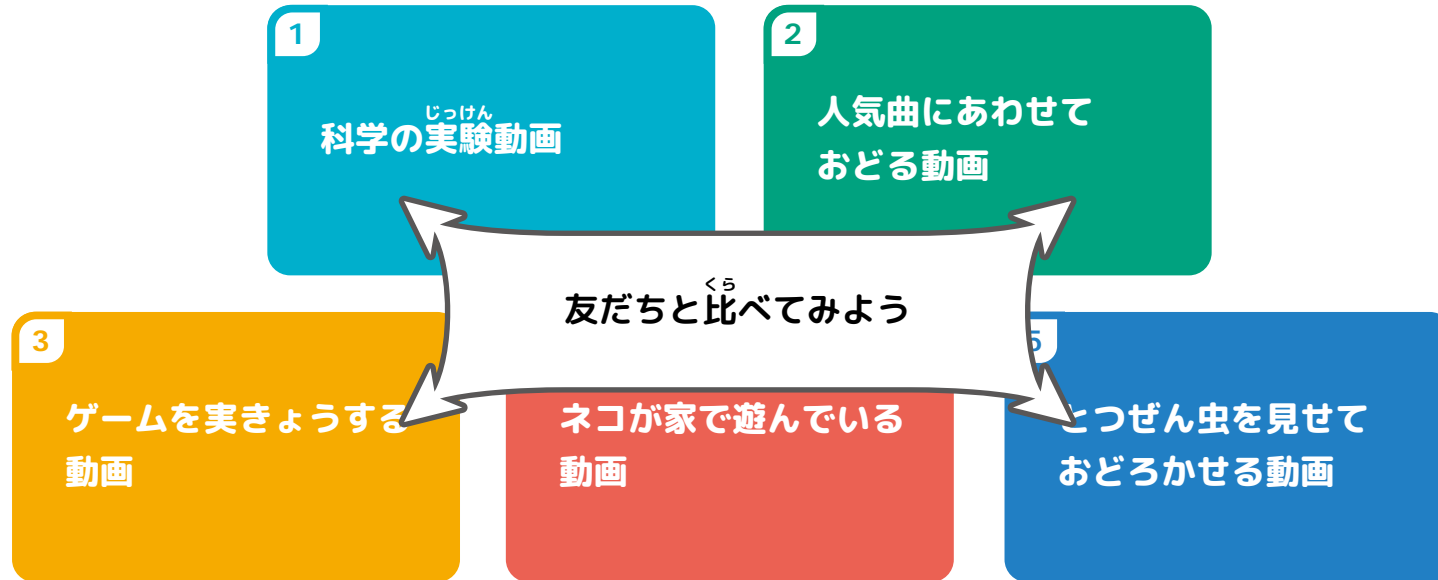 1
じっけん
科学の実験動画
2
人気曲にあわせて
おどる動画
くら
友だちと比べてみよう
3
ゲームを実きょうする
動画
ネコが家で遊んでいる
動画
5
とつぜん虫を見せて
おどろかせる動画